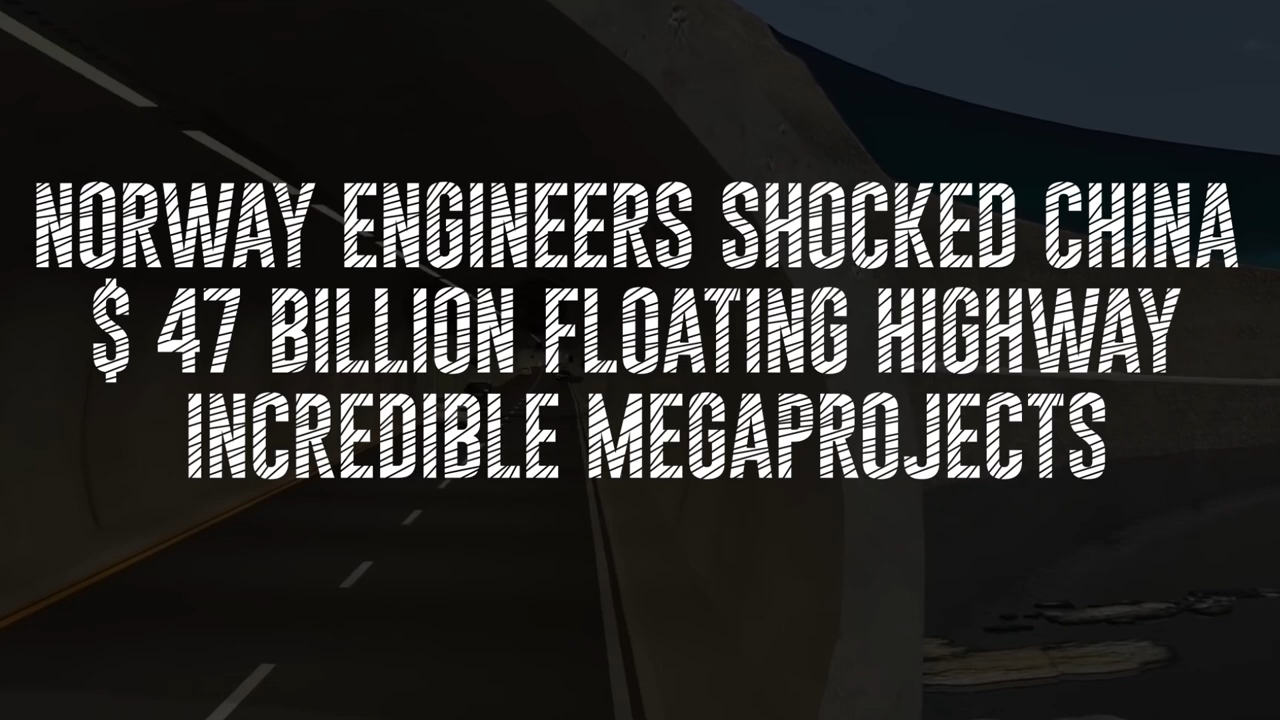 NORWAY ENGINEERS SHOCKED CHINA
$ 47 BILLION FLOATING HIGHWAY
INCREDIBLE MEGAPROJECTS